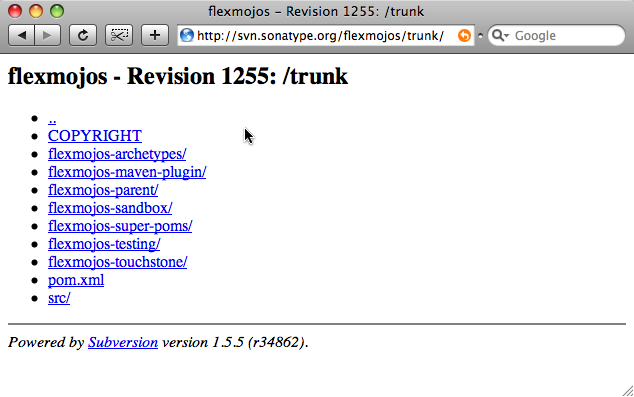 flexmojos – Revision 1255: /trunk
http://svn.sonatype.org/flexmojos/trunk/
Google
flexmojos - Revision 1255: /trunk
..
COPYRIGHT
flexmojos-archetypes/
flexmojos-maven-plugin/
flexmojos-parent/
flexmojos-sandbox/
flexmojos-super-poms/
flexmojos-testing/
flexmojos-touchstone/
pom.xml
src/
Powered by Subversion version 1.5.5 (r34862).